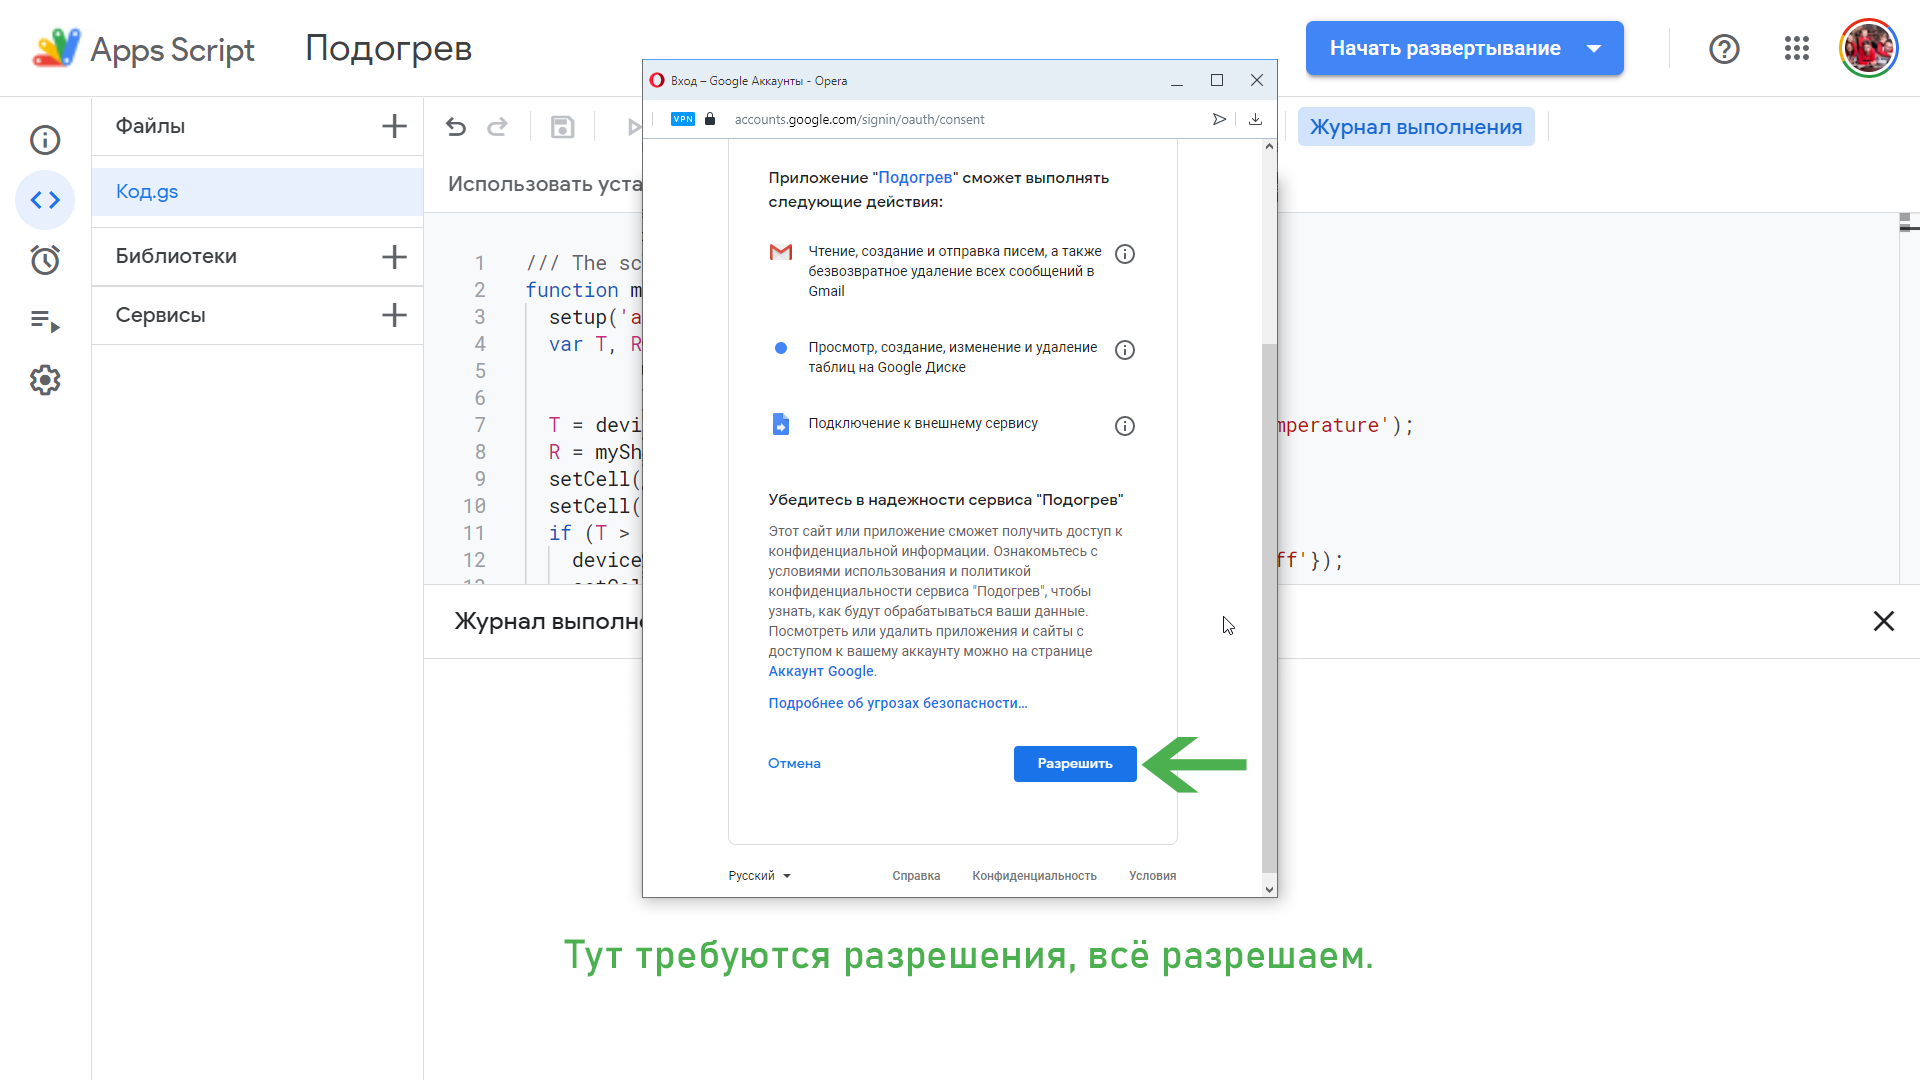 Apps Script
Подогрев
Начать развертывание
Вход – Google Аккаунты - Opera
VPN
accounts.google.com/signin/oauth/consent
Файлы
Код.gs
Библиотеки
Сервисы
Журнал выполнения
Использовать уста
1 /// The sc
2 function m
3 setup('a
4 var T, R
5
6
7 T = devi
mperature');
8 R = mySh
9 setCell(
10 setCell(
11 if (T >
12 device
ff'});
Журнал выполн
Приложение "Подогрев" сможет выполнять
следующие действия:
Чтение, создание и отправка писем, а также
безвозвратное удаление всех сообщений в
Gmail
Просмотр, создание, изменение и удаление
таблиц на Google Диске
Подключение к внешнему сервису
Убедитесь в надежности сервиса "Подогрев"
Этот сайт или приложение сможет получить доступ к
конфиденциальной информации. Ознакомьтесь с
условиями использования и политикой
конфиденциальности сервиса "Подогрев", чтобы
узнать, как будут обрабатываться ваши данные.
Посмотреть или удалить приложения и сайты с
доступом к вашему аккаунту можно на странице
Аккаунт Google.
Подробнее об угрозах безопасности...
Отмена
Разрешить
Русский
Справка
Конфиденциальность
Условия
Тут требуются разрешения, всё разрешаем.